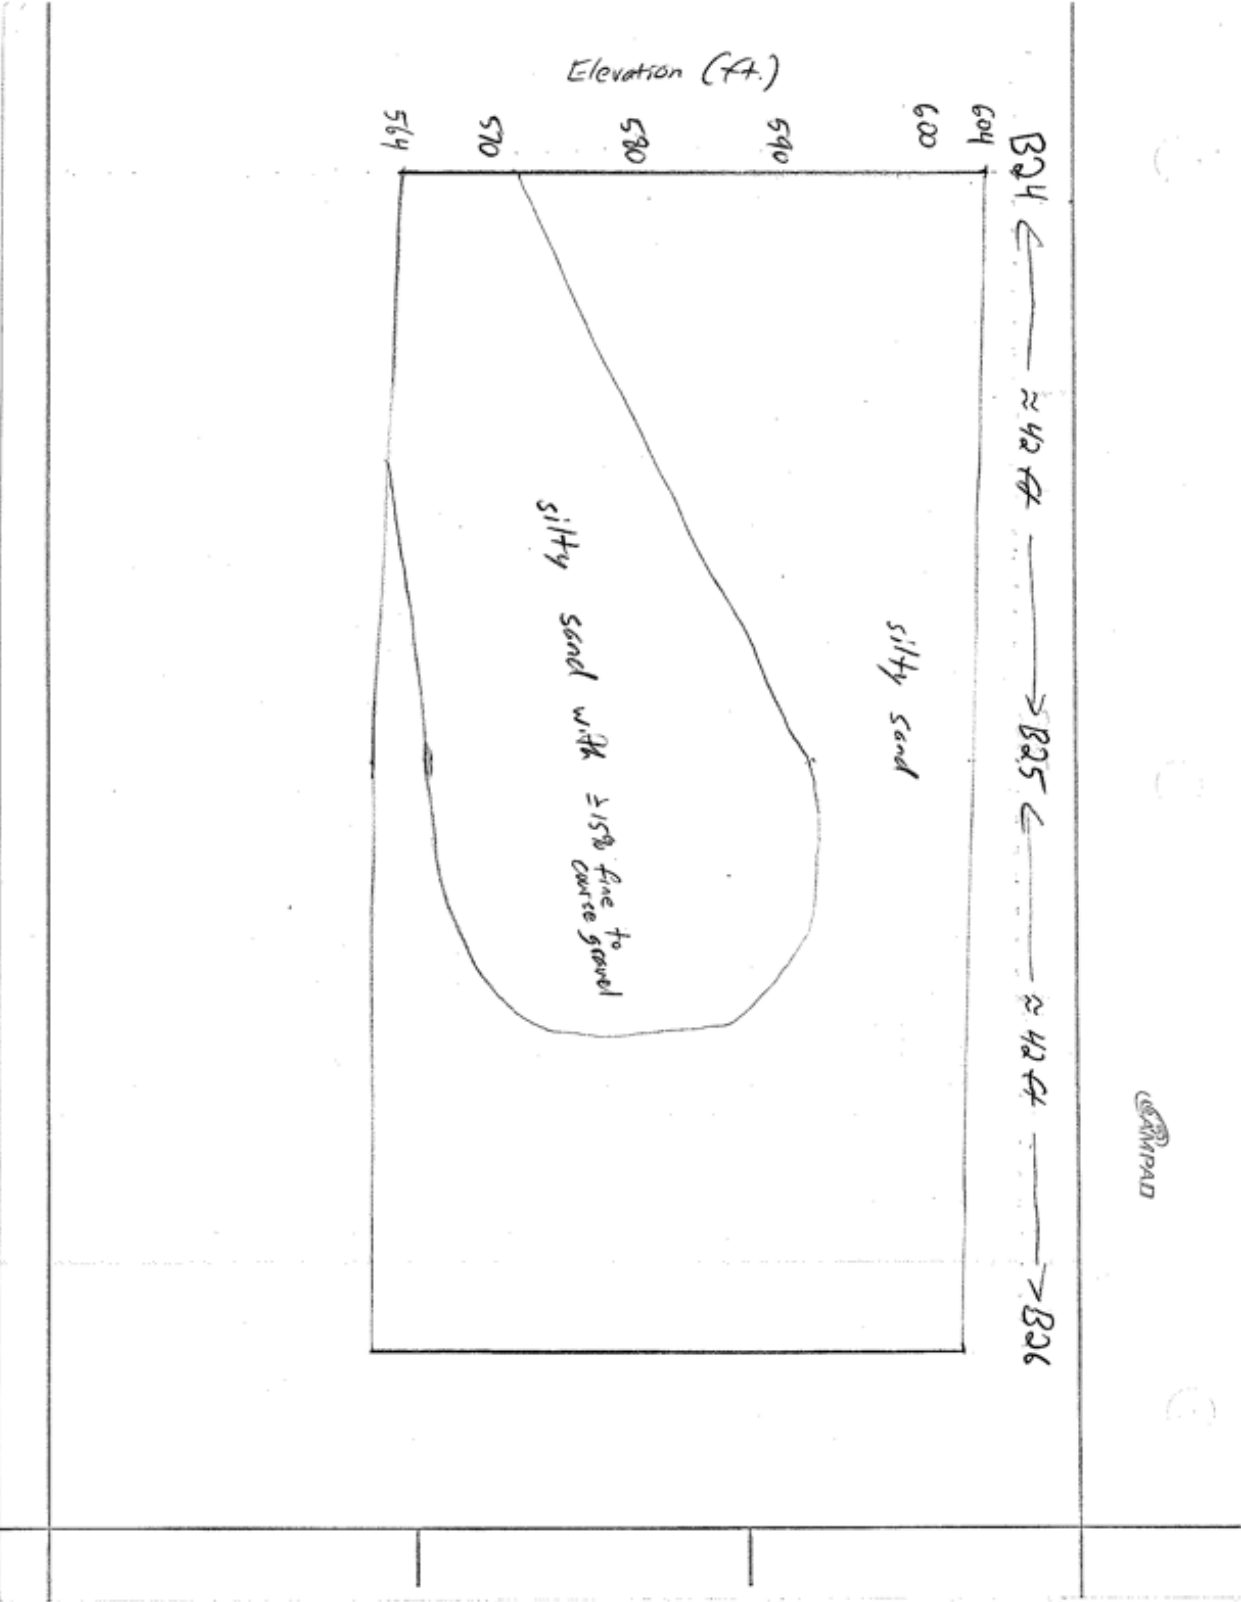 B24 <—— ≈ 42 ft ——> B25 <—— ≈ 42 ft ——> B26
604
600
590
580
570
564
Elevation (ft.)
silty sand
silty sand with ≥15% fine to
course gravel
AMPAD